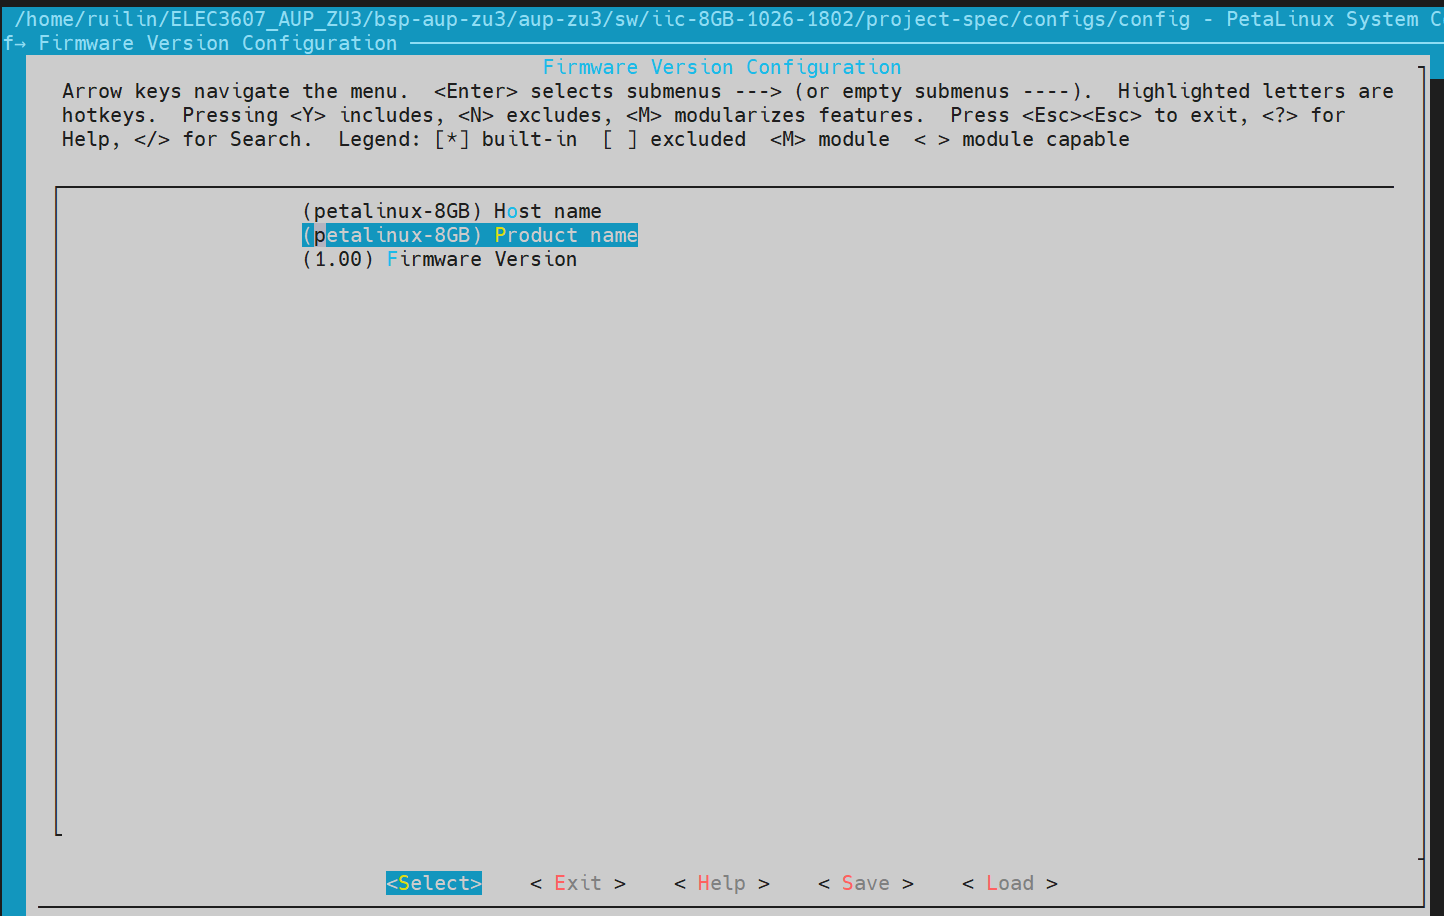 /home/ruilin/ELEC3607_AUP_ZU3/bsp-aup-zu3/aup-zu3/sw/iic-8GB-1026-1802/project-spec/configs/config - PetaLinux System C
f→ Firmware Version Configuration
Firmware Version Configuration
Arrow keys navigate the menu.  <Enter> selects submenus ---> (or empty submenus ----).  Highlighted letters are
hotkeys.  Pressing <Y> includes, <N> excludes, <M> modularizes features.  Press <Esc><Esc> to exit, <?> for
Help, </> for Search.  Legend: [*] built-in  [ ] excluded  <M> module  < > module capable
(petalinux-8GB) Host name
(petalinux-8GB) Product name
(1.00) Firmware Version
<Select>    < Exit >    < Help >    < Save >    < Load >